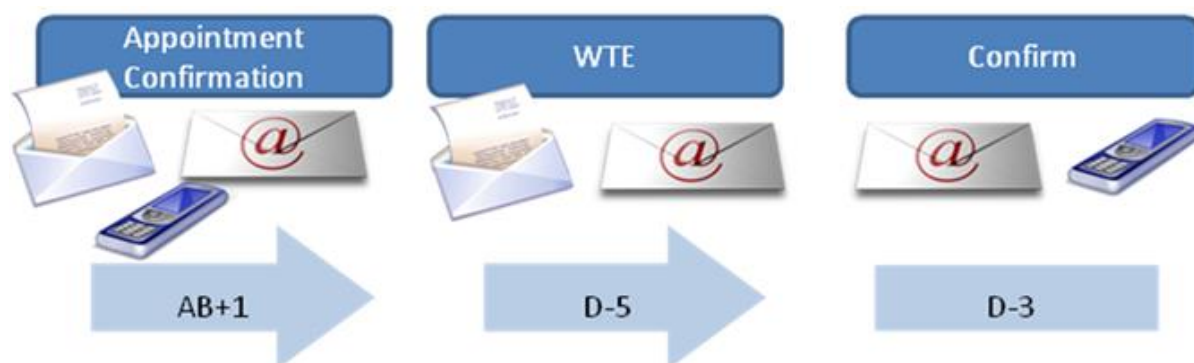 Appointment
Confirmation
WTE
Confirm
@
@
@
AB+1
D-5
D-3